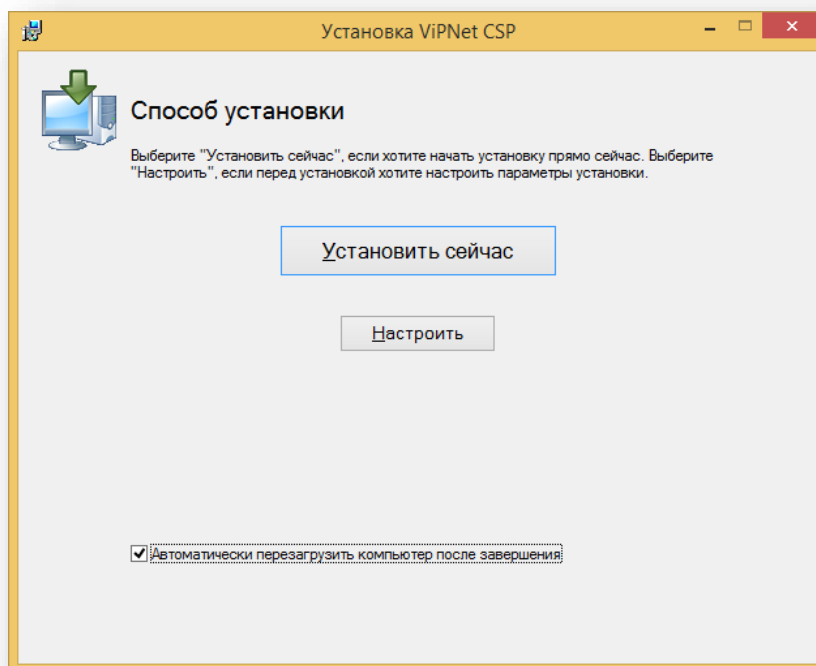 Установка ViPNet CSP
Способ установки
Выберите "Установить сейчас", если хотите начать установку прямо сейчас. Выберите
"Настроить", если перед установкой хотите настроить параметры установки.
Установить сейчас
Настроить
Автоматически перезагрузить компьютер после завершения